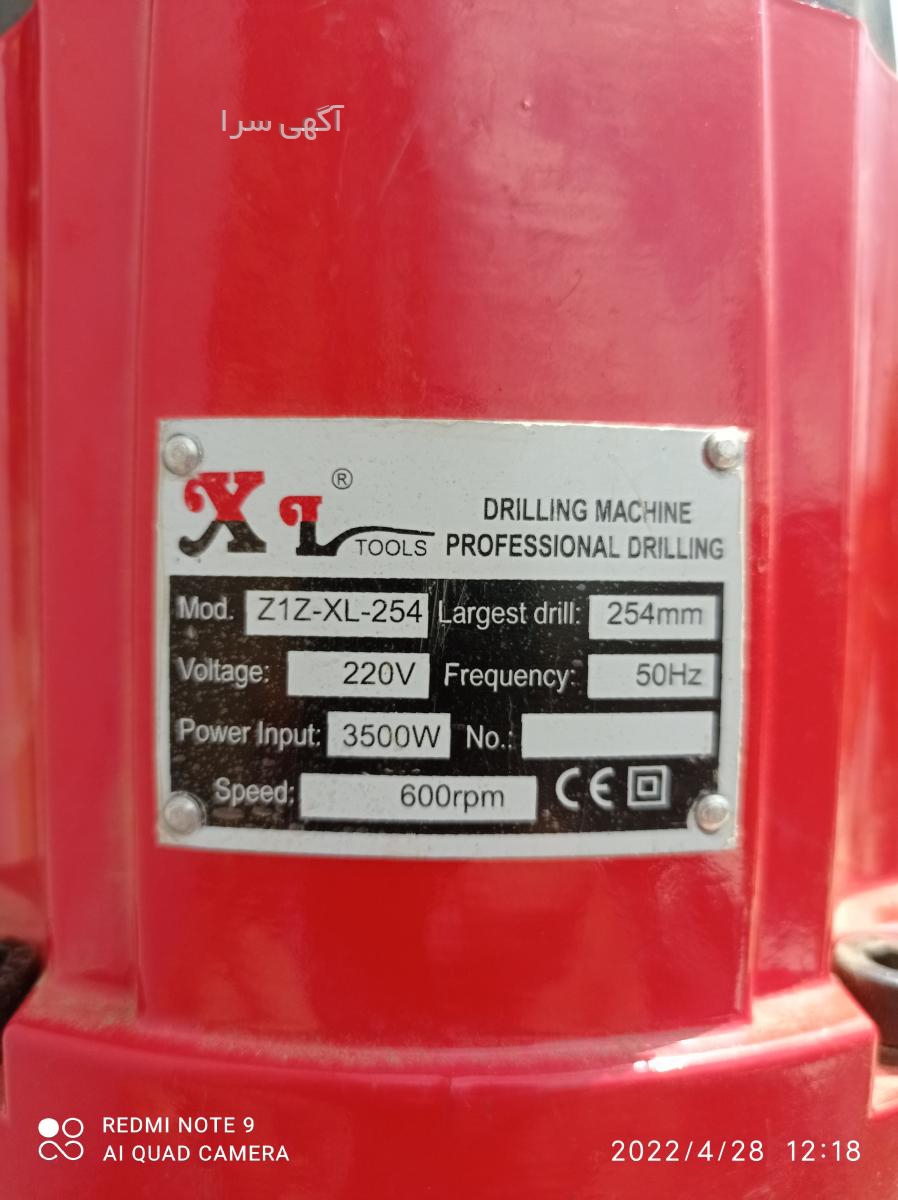 آگهی سرا
XL ®
TOOLS
DRILLING MACHINE
PROFESSIONAL DRILLING
Mod. Z1Z-XL-254 Largest drill: 254mm
Voltage: 220V Frequency: 50Hz
Power Input: 3500W No.:
Speed: 600rpm CE
REDMI NOTE 9
AI QUAD CAMERA
2022/4/28 12:18